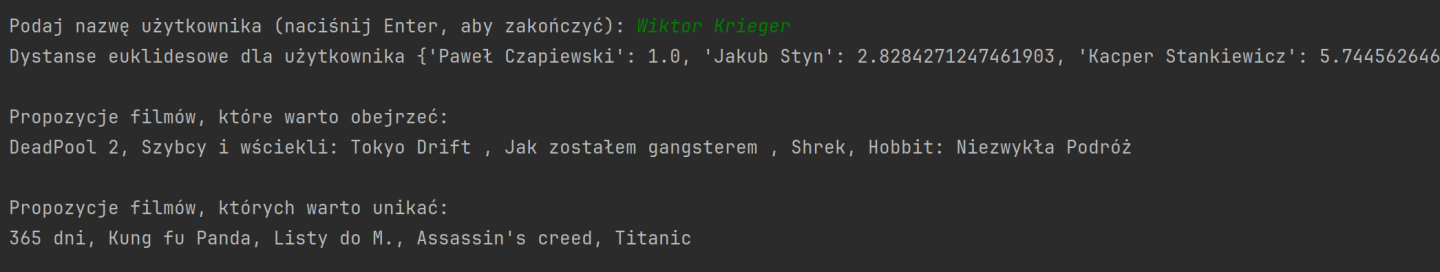 Podaj nazwę użytkownika (naciśnij Enter, aby zakończyć): Wiktor Krieger
Dystanse euklidesowe dla użytkownika {'Paweł Czapiewski': 1.0, 'Jakub Styn': 2.8284271247461903, 'Kacper Stankiewicz': 5.744562646
Propozycje filmów, które warto obejrzeć:
DeadPool 2, Szybcy i wściekli: Tokyo Drift , Jak zostałem gangsterem , Shrek, Hobbit: Niezwykła Podróż
Propozycje filmów, których warto unikać:
365 dni, Kung fu Panda, Listy do M., Assassin's creed, Titanic